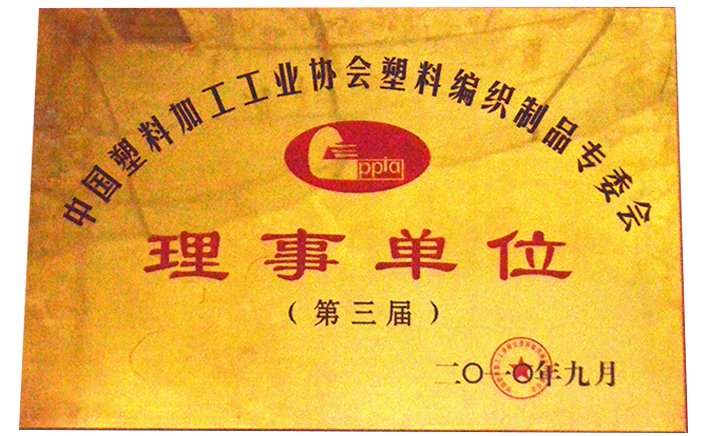 中国塑料加工工业协会塑料编织制品专委会
cppta
理事单位
（第三届）
二〇一〇年九月